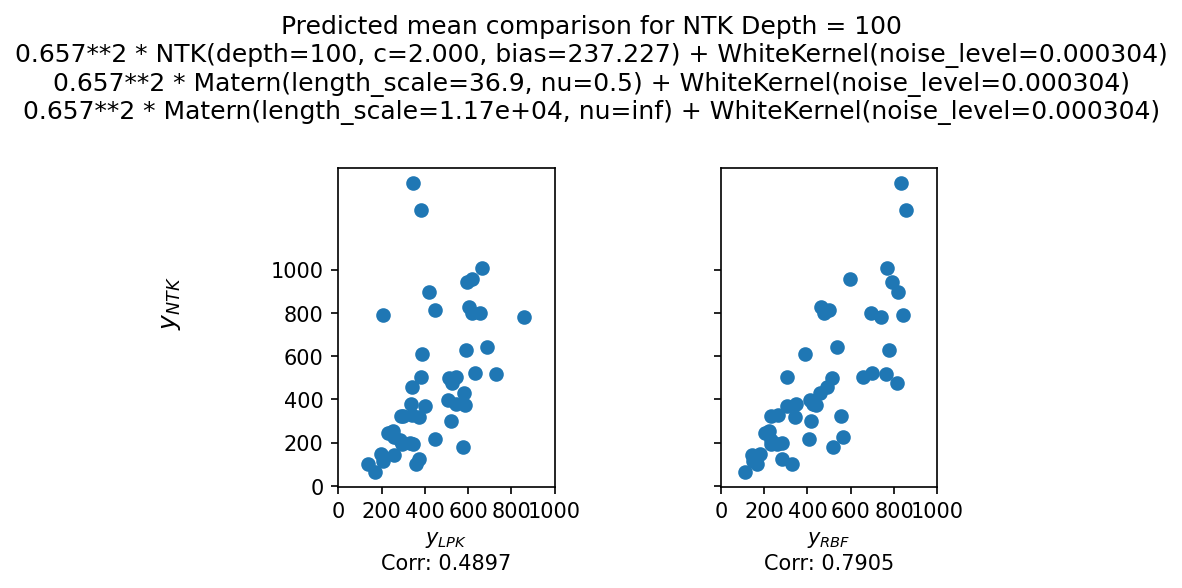 Predicted mean comparison for NTK Depth = 100
0.657**2 * NTK(depth=100, c=2.000, bias=237.227) + WhiteKernel(noise_level=0.000304)
0.657**2 * Matern(length_scale=36.9, nu=0.5) + WhiteKernel(noise_level=0.000304)
0.657**2 * Matern(length_scale=1.17e+04, nu=inf) + WhiteKernel(noise_level=0.000304)
y_NTK
1000
800
600
400
200
0
0 200 400 600 800 1000
y_LPK
Corr: 0.4897
0 200 400 600 800 1000
y_RBF
Corr: 0.7905